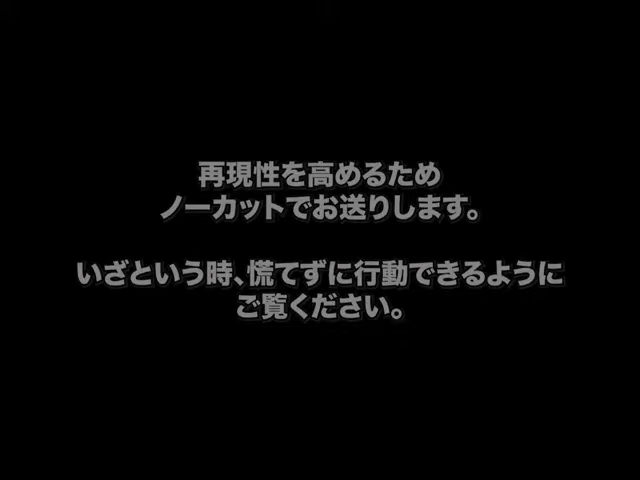 再現性を高めるため
ノーカットでお送りします。
いざという時、慌てずに行動できるように
ご覧ください。